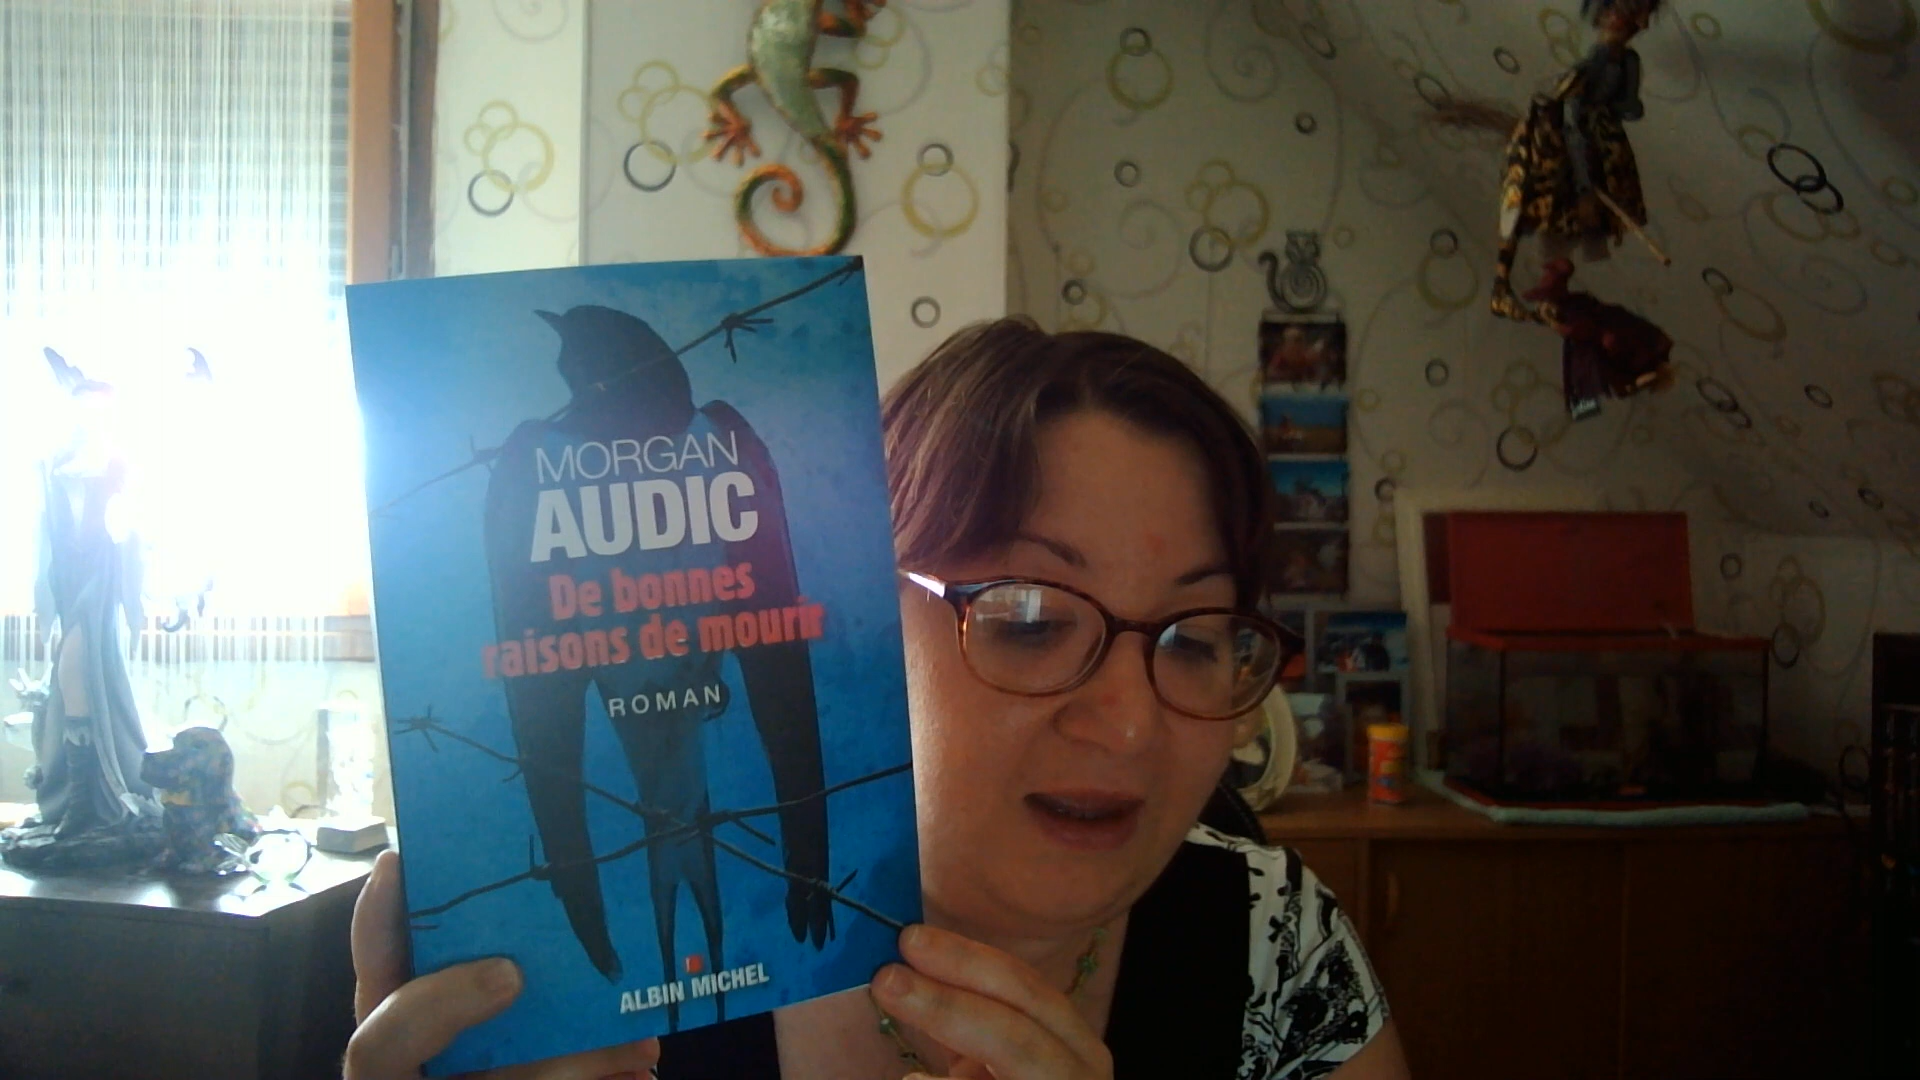 MORGAN
AUDIC
De bonnes
raisons de mourir
ROMAN
ALBIN MICHEL